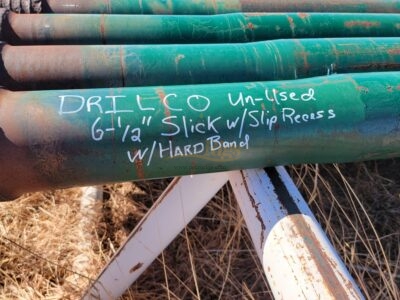 DRILCO Un-Used
6-1/2" Slick w/Slip Recess
w/HARD Band